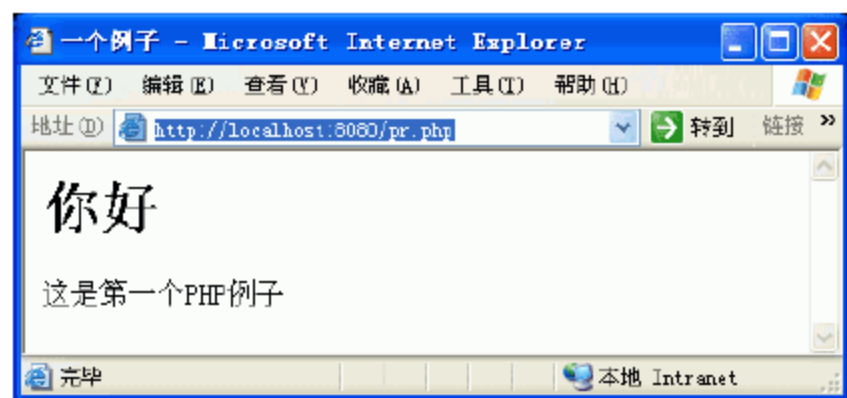 一个例子 - Microsoft Internet Explorer
文件(F) 编辑(E) 查看(V) 收藏(A) 工具(T) 帮助(H)
地址(D) http://localhost:8080/pr.php 转到 链接 »
你好
这是第一个PHP例子
完毕 本地 Intranet